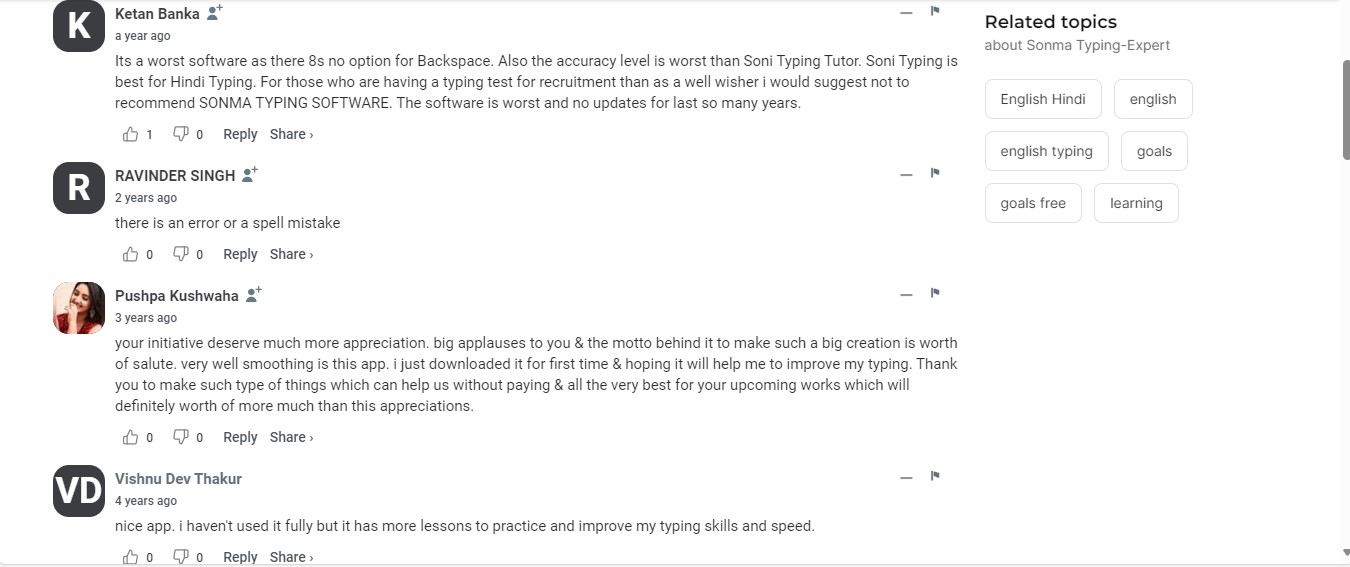 K
Ketan Banka
a year ago
Its a worst software as there 8s no option for Backspace. Also the accuracy level is worst than Soni Typing Tutor. Soni Typing is
best for Hindi Typing. For those who are having a typing test for recruitment than as a well wisher i would suggest not to
recommend SONMA TYPING SOFTWARE. The software is worst and no updates for last so many years.
1 0 Reply Share ›
R
RAVINDER SINGH
2 years ago
there is an error or a spell mistake
0 0 Reply Share ›
Pushpa Kushwaha
3 years ago
your initiative deserve much more appreciation. big applauses to you & the motto behind it to make such a big creation is worth
of salute. very well smoothing is this app. i just downloaded it for first time & hoping it will help me to improve my typing. Thank
you to make such type of things which can help us without paying & all the very best for your upcoming works which will
definitely worth of more much than this appreciations.
0 0 Reply Share ›
VD
Vishnu Dev Thakur
4 years ago
nice app. i haven't used it fully but it has more lessons to practice and improve my typing skills and speed.
0 0 Reply Share ›
Related topics
about Sonma Typing-Expert
English Hindi english
english typing goals
goals free learning